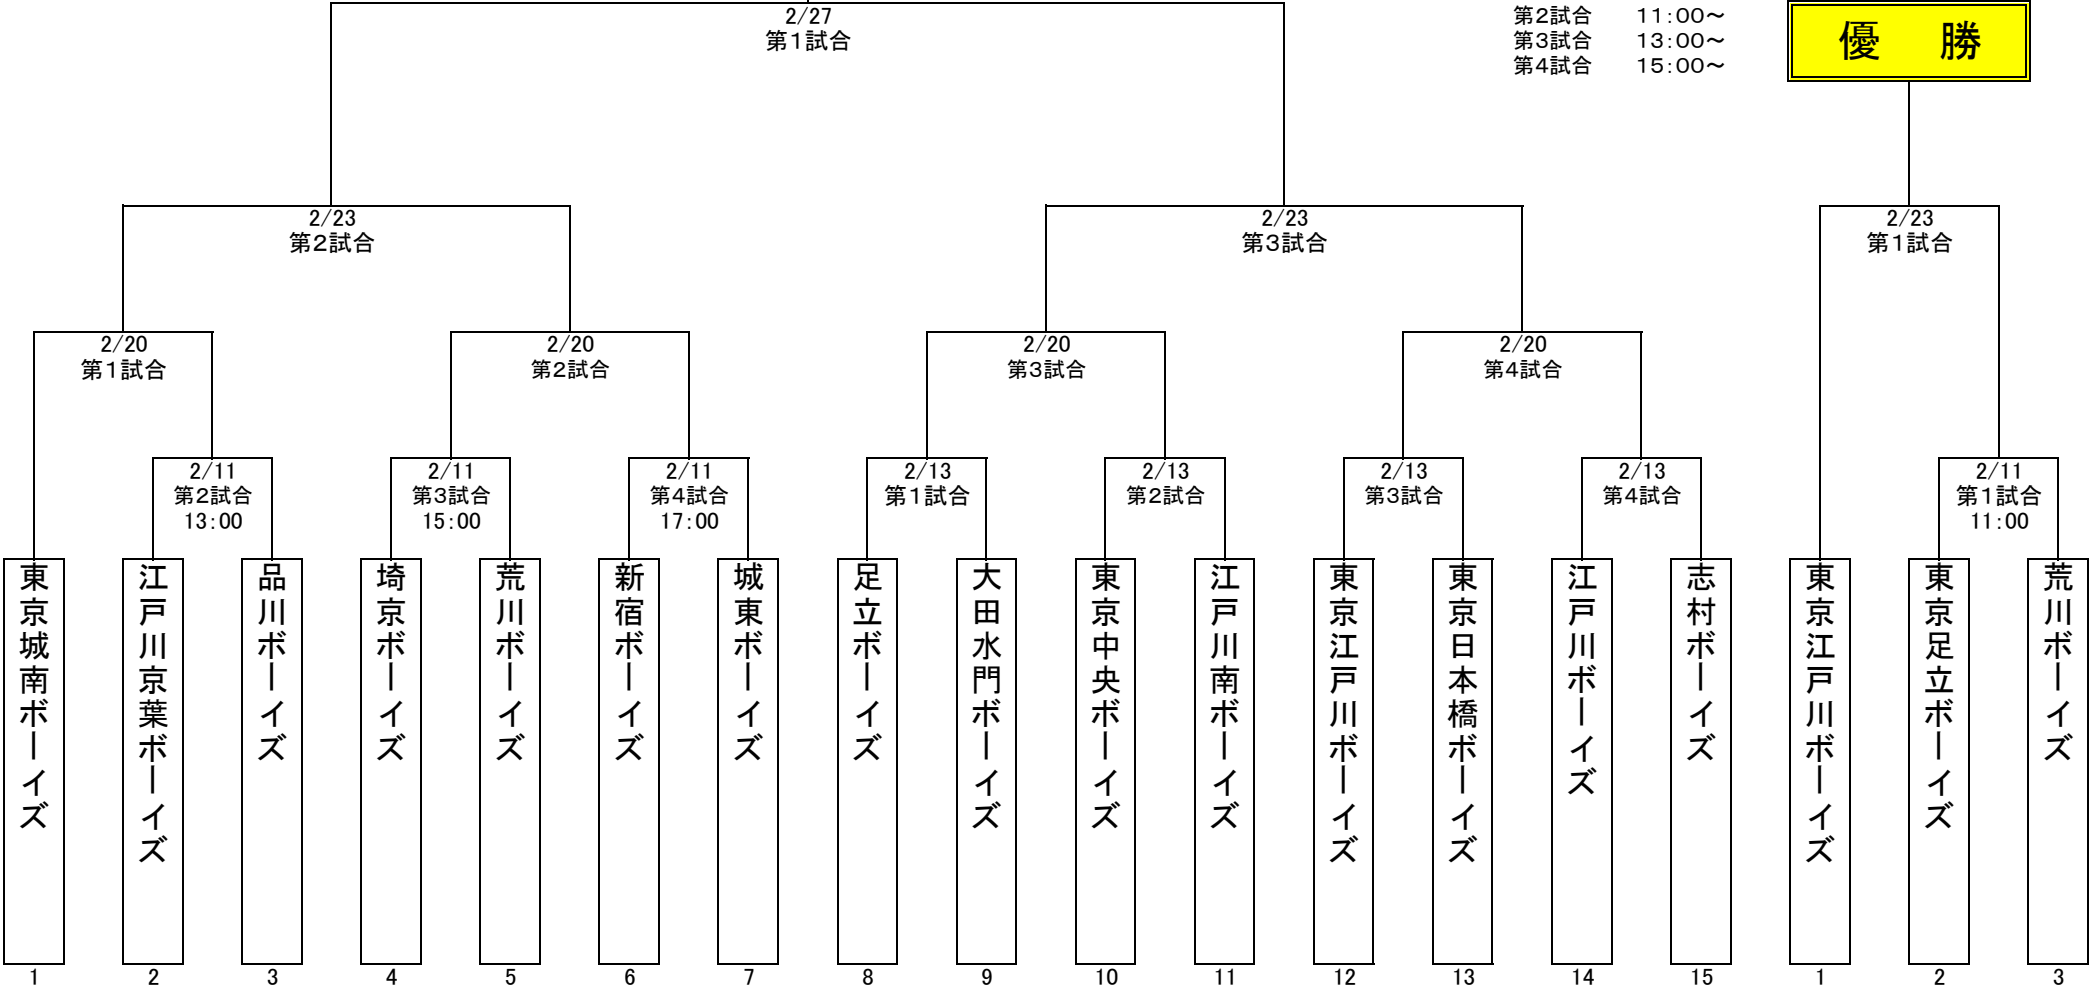 2/27
第1試合
第2試合 11:00～
第3試合 13:00～
第4試合 15:00～
優 勝
2/23
第2試合
2/23
第3試合
2/23
第1試合
2/20
第1試合
2/20
第2試合
2/20
第3試合
2/20
第4試合
2/11
第2試合
13:00
2/11
第3試合
15:00
2/11
第4試合
17:00
2/13
第1試合
2/13
第2試合
2/13
第3試合
2/13
第4試合
2/11
第1試合
11:00
東京城南ボーイズ
江戸川京葉ボーイズ
品川ボーイズ
埼京ボーイズ
荒川ボーイズ
新宿ボーイズ
城東ボーイズ
足立ボーイズ
大田水門ボーイズ
東京中央ボーイズ
江戸川南ボーイズ
東京江戸川ボーイズ
東京日本橋ボーイズ
江戸川ボーイズ
志村ボーイズ
東京江戸川ボーイズ
東京足立ボーイズ
荒川ボーイズ
1 2 3 4 5 6 7 8 9 10 11 12 13 14 15 1 2 3